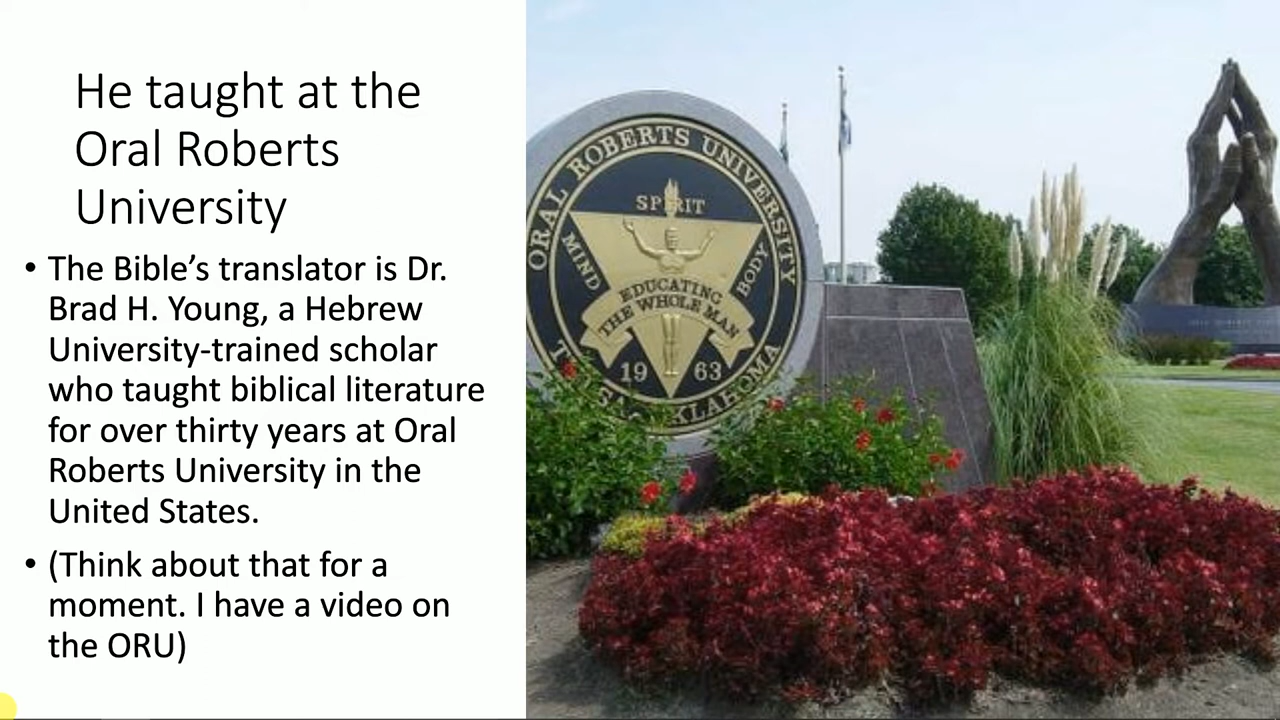 He taught at the
Oral Roberts
University
• The Bible’s translator is Dr.
Brad H. Young, a Hebrew
University-trained scholar
who taught biblical literature
for over thirty years at Oral
Roberts University in the
United States.
• (Think about that for a
moment. I have a video on
the ORU)
ORAL ROBERTS UNIVERSITY
SPIRIT
MIND
BODY
EDUCATING
THE WHOLE MAN
19 63
OKLAHOMA